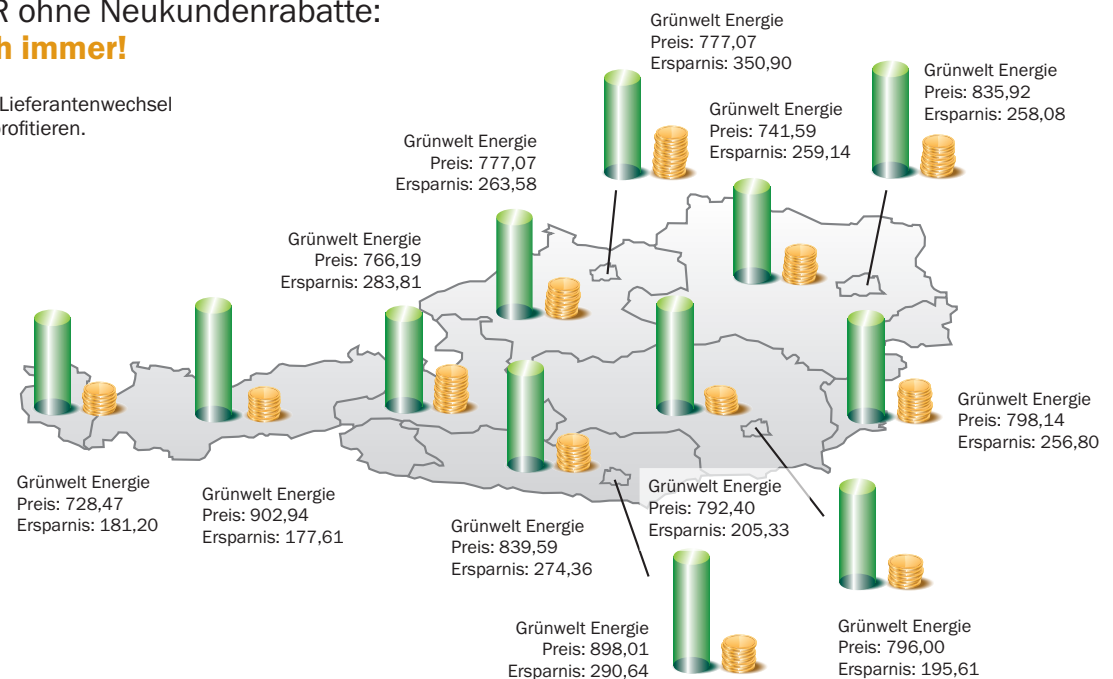 R ohne Neukundenrabatte:
h immer!
Lieferantenwechsel
profitieren.
Grünwelt Energie
Preis: 777,07
Ersparnis: 350,90
Grünwelt Energie
Preis: 835,92
Ersparnis: 258,08
Grünwelt Energie
Preis: 741,59
Ersparnis: 259,14
Grünwelt Energie
Preis: 777,07
Ersparnis: 263,58
Grünwelt Energie
Preis: 766,19
Ersparnis: 283,81
Grünwelt Energie
Preis: 798,14
Ersparnis: 256,80
Grünwelt Energie
Preis: 728,47
Ersparnis: 181,20
Grünwelt Energie
Preis: 902,94
Ersparnis: 177,61
Grünwelt Energie
Preis: 839,59
Ersparnis: 274,36
Grünwelt Energie
Preis: 792,40
Ersparnis: 205,33
Grünwelt Energie
Preis: 898,01
Ersparnis: 290,64
Grünwelt Energie
Preis: 796,00
Ersparnis: 195,61